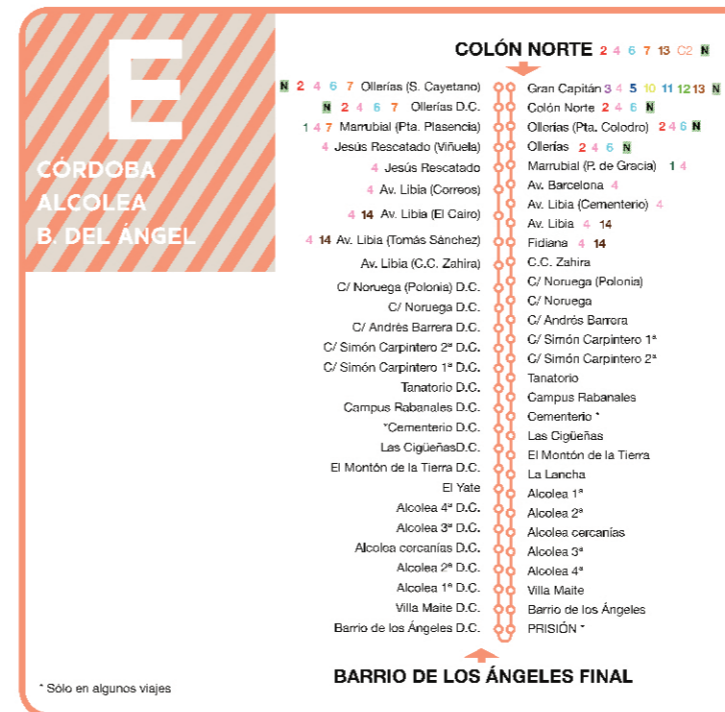 E
CÓRDOBA
ALCOLEA
B. DEL ÁNGEL
COLÓN NORTE 2 4 6 7 13 C2 N
N 2 4 6 7 Ollerías (S. Cayetano)
N 2 4 6 7 Ollerías D.C.
1 4 7 Marrubial (Pta. Plasencia)
4 Jesús Rescatado (Viñuela)
4 Jesús Rescatado
4 Av. Libia (Correos)
4 14 Av. Libia (El Cairo)
4 14 Av. Libia (Tomás Sánchez)
Av. Libia (C.C. Zahira)
C/ Noruega (Polonia) D.C.
C/ Noruega D.C.
C/ Andrés Barrera D.C.
C/ Simón Carpintero 2ª D.C.
C/ Simón Carpintero 1ª D.C.
Tanatorio D.C.
Campus Rabanales D.C.
*Cementerio D.C.
Las CigüeñasD.C.
El Montón de la Tierra D.C.
El Yate
Alcolea 4ª D.C.
Alcolea 3ª D.C.
Alcolea cercanías D.C.
Alcolea 2ª D.C.
Alcolea 1ª D.C.
Villa Maite D.C.
Barrio de los Ángeles D.C.
Gran Capitán 3 4 5 10 11 12 13 N
Colón Norte 2 4 6 N
Ollerías (Pta. Colodro) 2 4 6 N
Ollerías 2 4 6 N
Marrubial (P. de Gracia) 1 4
Av. Barcelona 4
Av. Libia (Cementerio) 4
Av. Libia 4 14
Fidiana 4 14
C.C. Zahira
C/ Noruega (Polonia)
C/ Noruega
C/ Andrés Barrera
C/ Simón Carpintero 1ª
C/ Simón Carpintero 2ª
Tanatorio
Campus Rabanales
Cementerio *
Las Cigüeñas
El Montón de la Tierra
La Lancha
Alcolea 1ª
Alcolea 2ª
Alcolea cercanías
Alcolea 3ª
Alcolea 4ª
Villa Maite
Barrio de los Ángeles
PRISIÓN *
BARRIO DE LOS ÁNGELES FINAL
* Sólo en algunos viajes